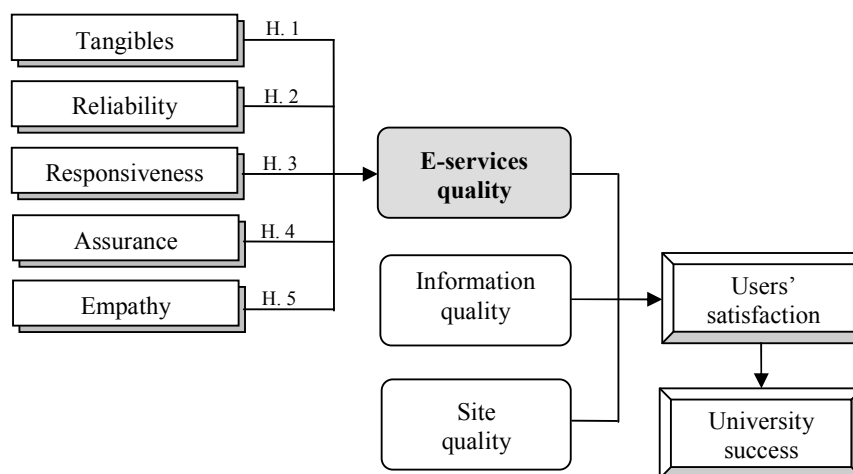 Tangibles
H. 1
Reliability
H. 2
Responsiveness
H. 3
Assurance
H. 4
Empathy
H. 5
E-services
quality
Information
quality
Site
quality
Users’
satisfaction
University
success